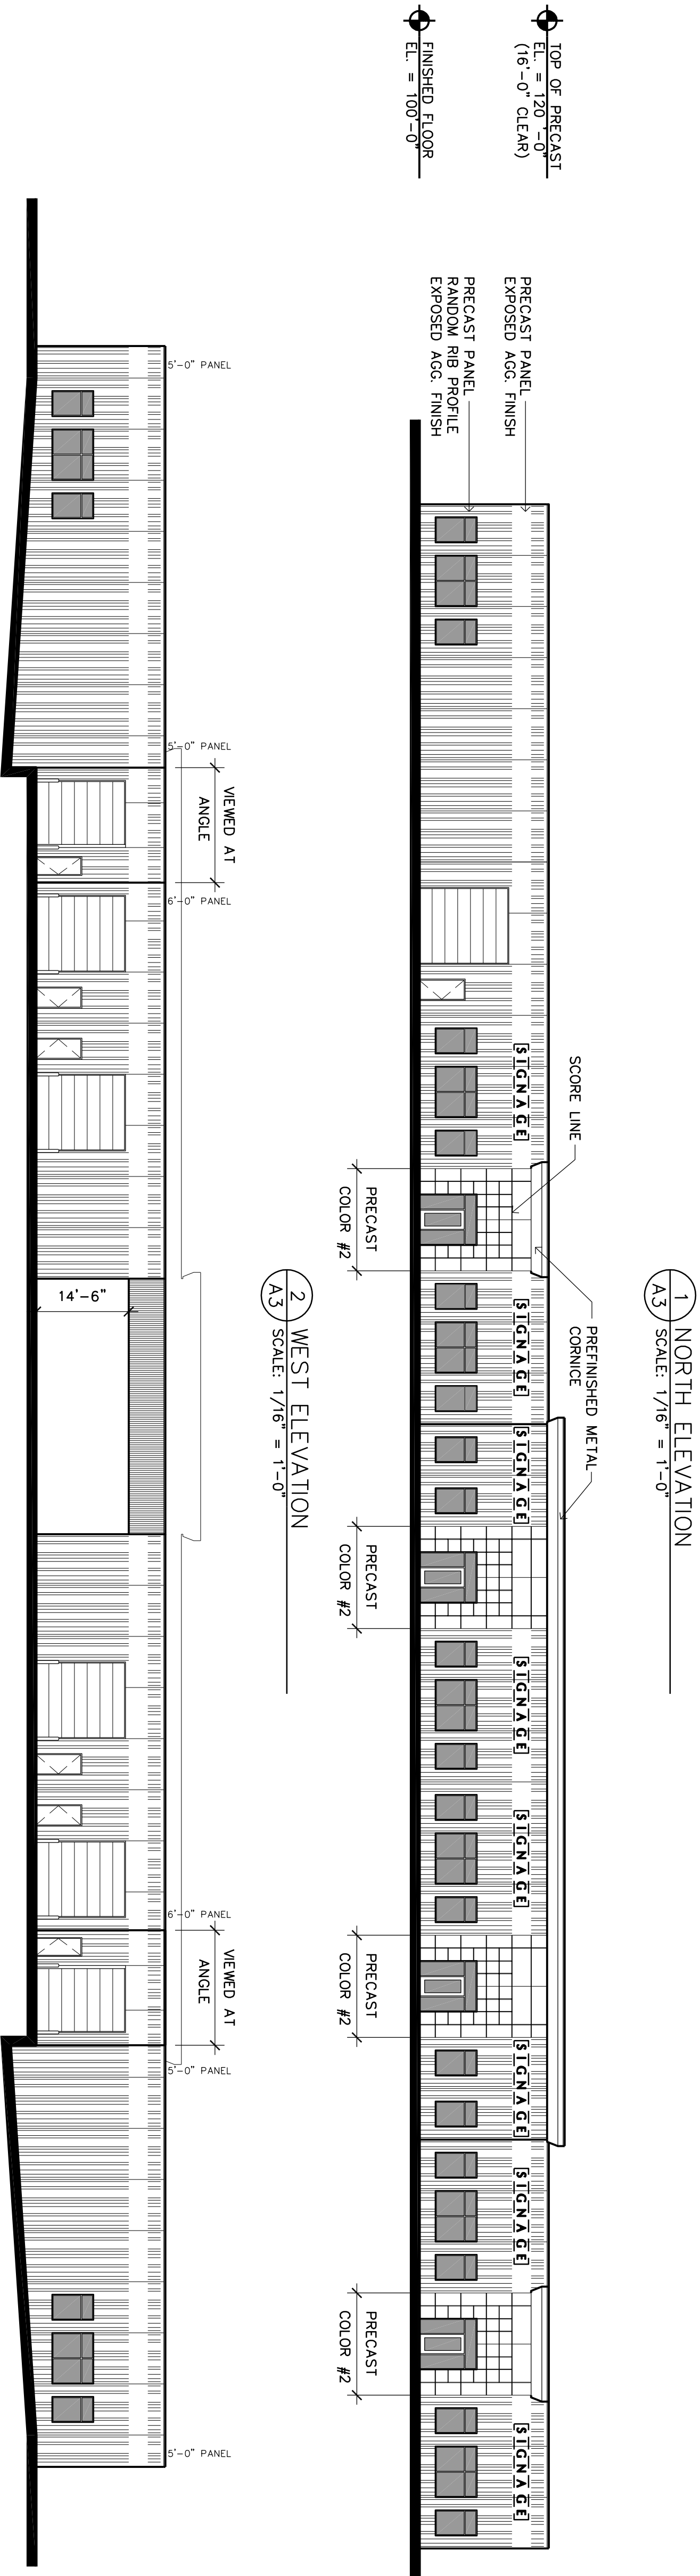 TOP OF PRECAST
EL. = 120'-0"
(16'-0" CLEAR)
FINISHED FLOOR
EL. = 100'-0"
PRECAST PANEL
EXPOSED AGG. FINISH
PRECAST PANEL
RANDOM RIB PROFILE
EXPOSED AGG. FINISH
SCORE LINE
PREFINISHED METAL
CORNICE
SIGNAGE
SIGNAGE
SIGNAGE
SIGNAGE
SIGNAGE
SIGNAGE
SIGNAGE
SIGNAGE
PRECAST
COLOR #2
PRECAST
COLOR #2
PRECAST
COLOR #2
PRECAST
COLOR #2
1
A3
NORTH ELEVATION
SCALE: 1/16" = 1'-0"
5'-0" PANEL
5'-0" PANEL
VIEWED AT
ANGLE
6'-0" PANEL
14'-6"
6'-0" PANEL
VIEWED AT
ANGLE
5'-0" PANEL
5'-0" PANEL
2
A3
WEST ELEVATION
SCALE: 1/16" = 1'-0"